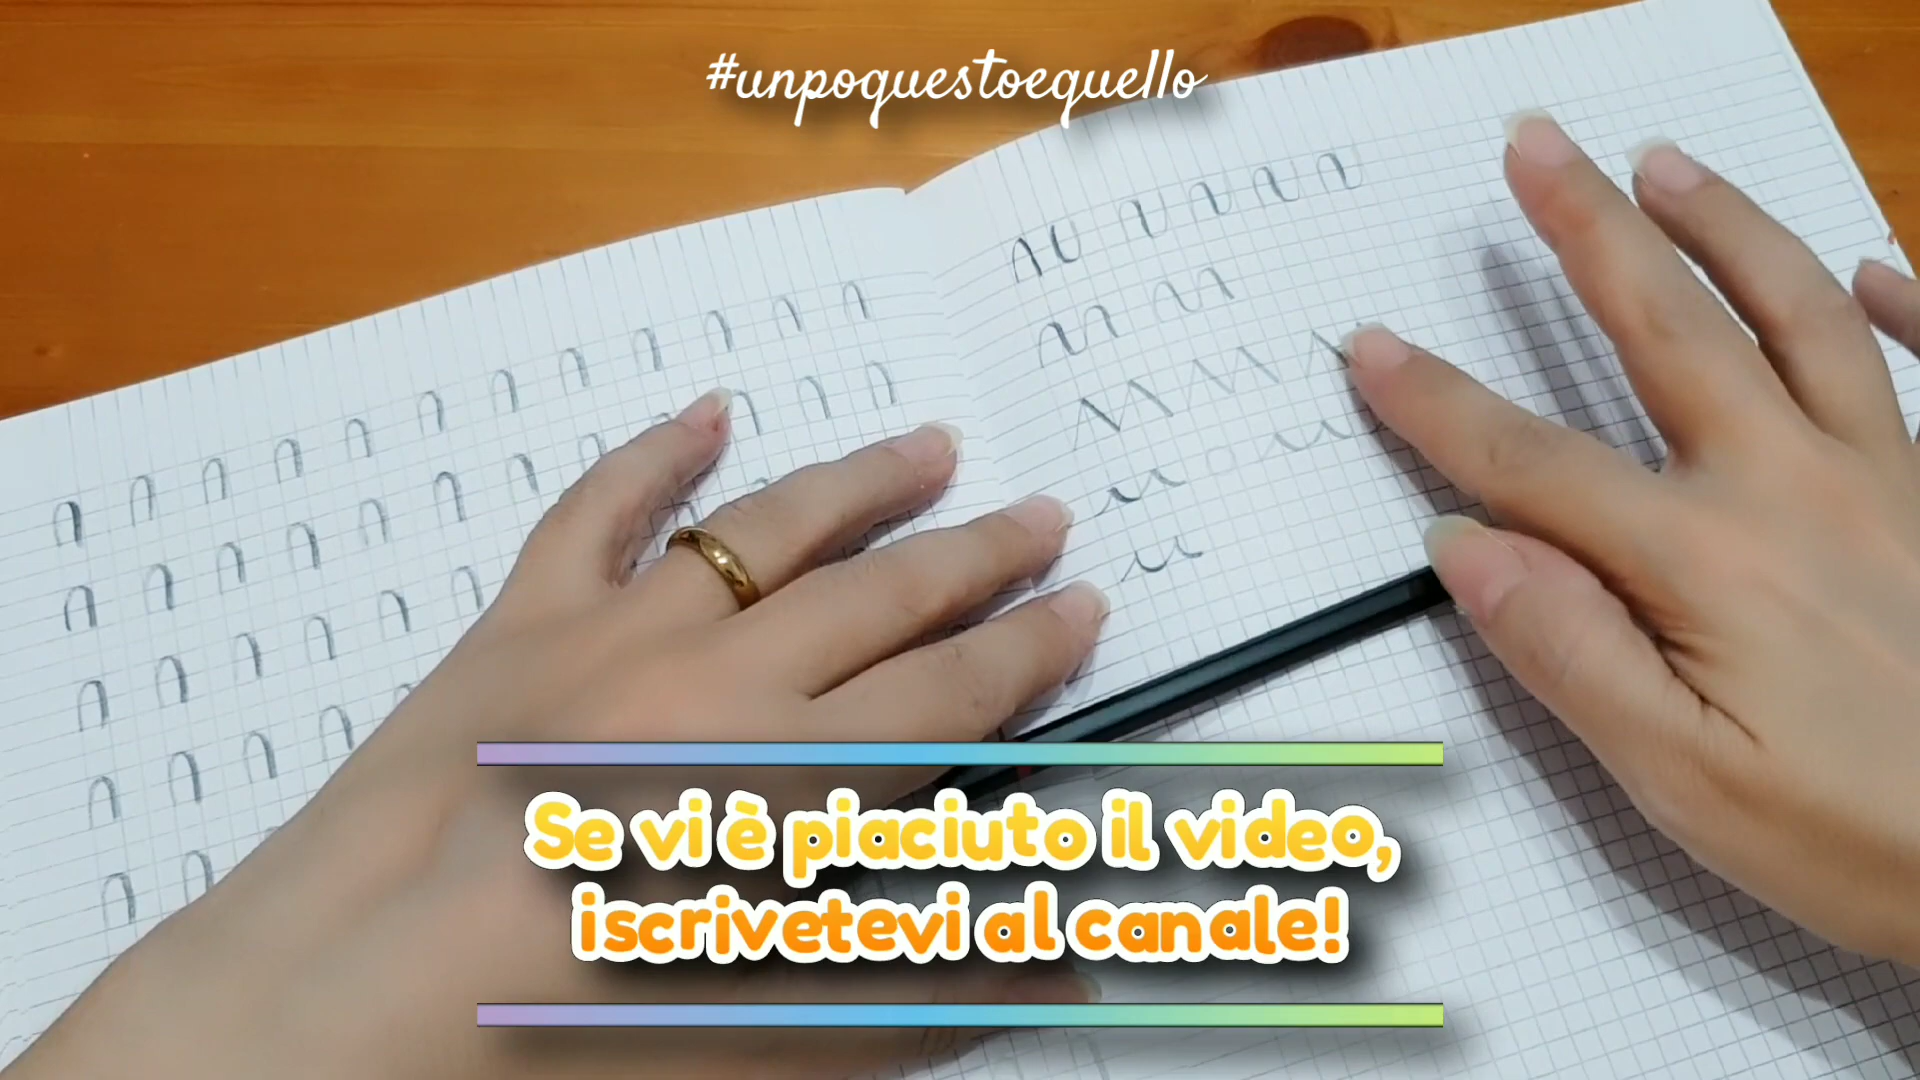 #unpoquestoequello
Se vi è piaciuto il video,
iscrivetevi al canale!